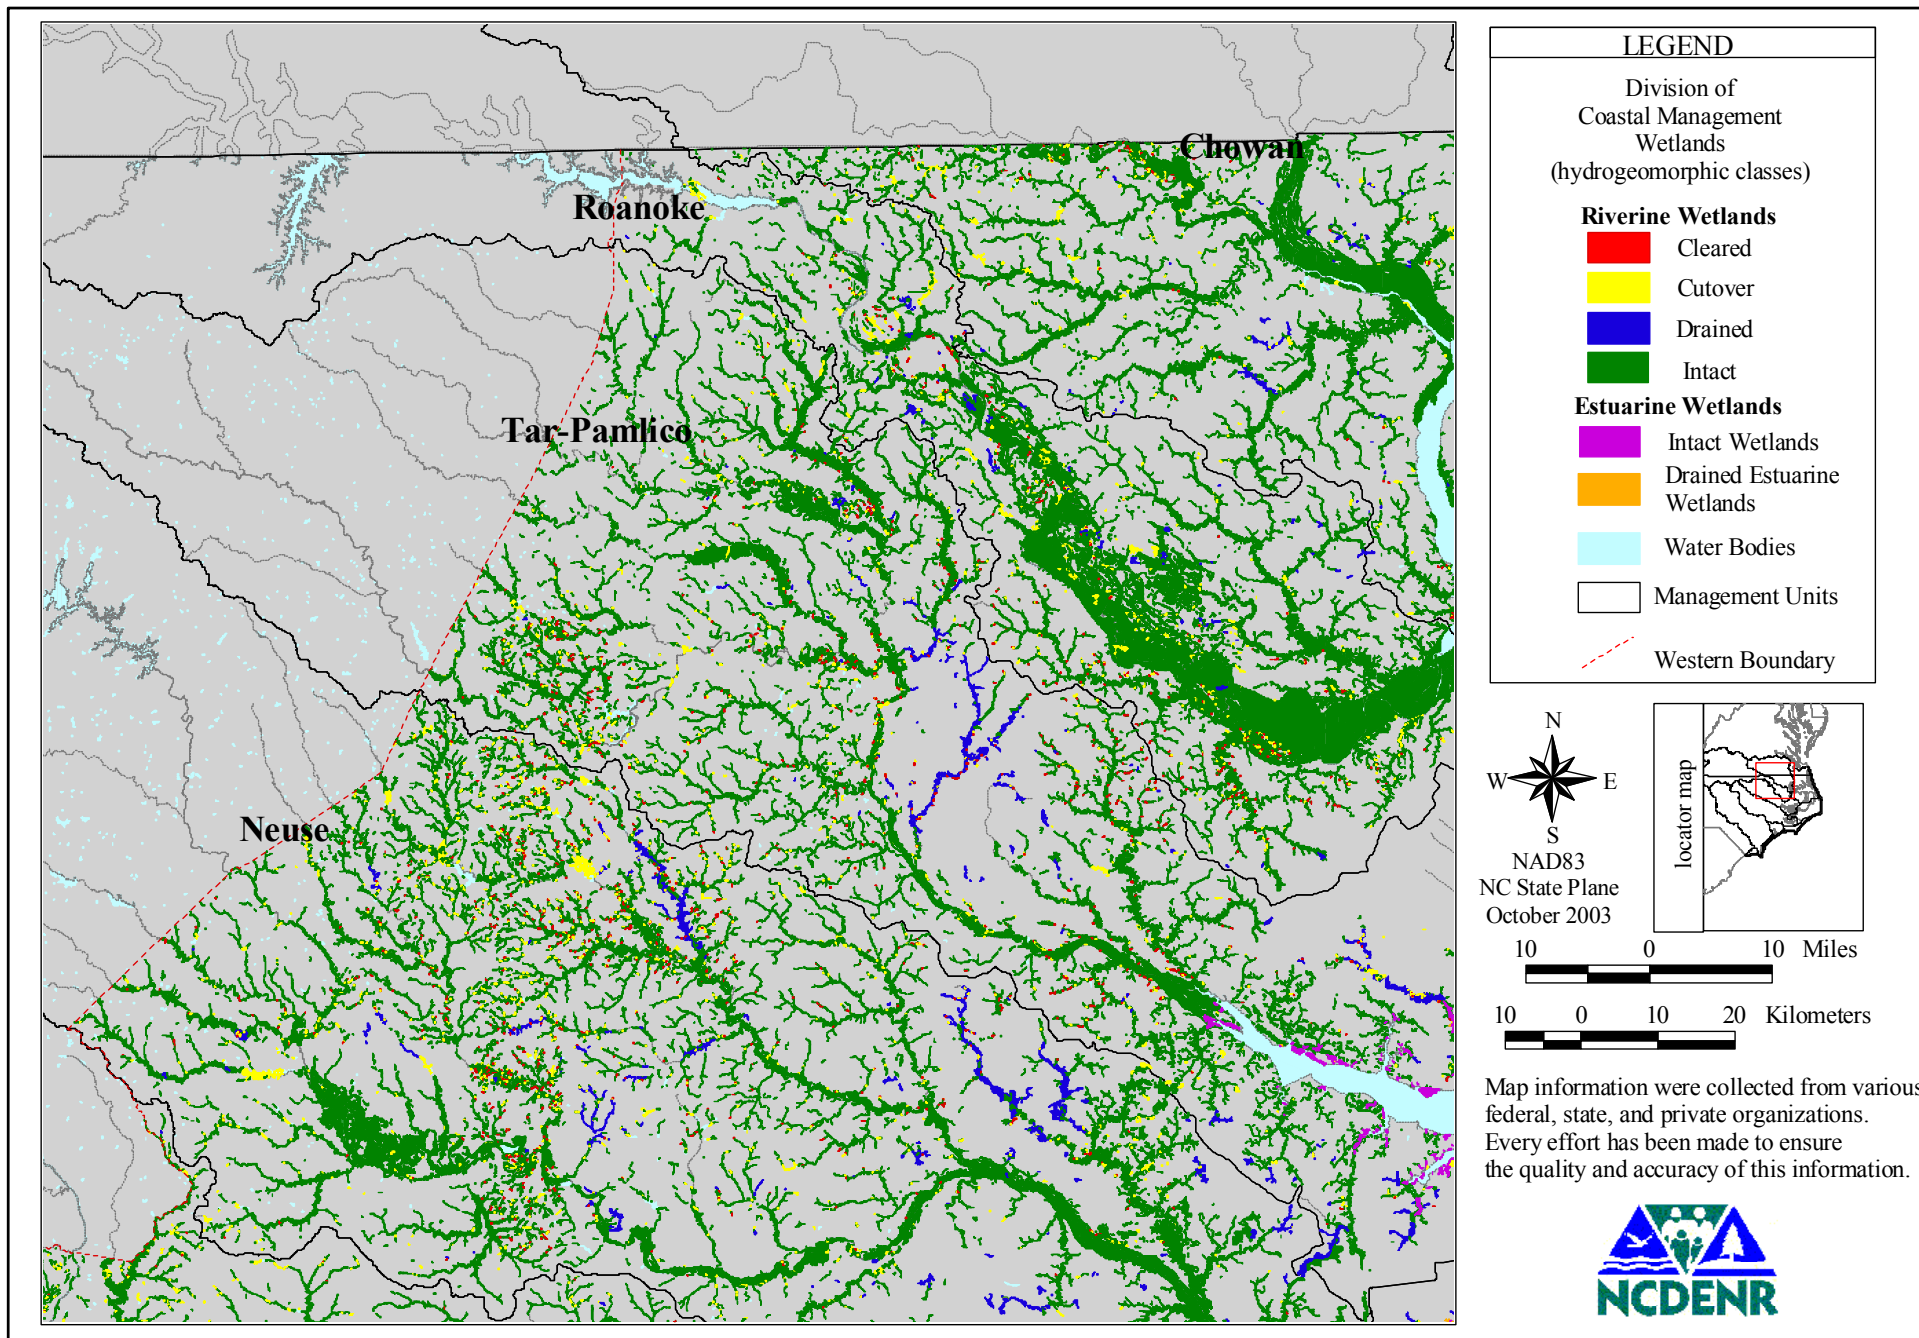 Chowan
Roanoke
Tar-Pamlico
Neuse
LEGEND
Division of
Coastal Management
Wetlands
(hydrogeomorphic classes)
Riverine Wetlands
Cleared
Cutover
Drained
Intact
Estuarine Wetlands
Intact Wetlands
Drained Estuarine
Wetlands
Water Bodies
Management Units
Western Boundary
N
W E
S
NAD83
NC State Plane
October 2003
locator map
10 0 10 Miles
10 0 10 20 Kilometers
Map information were collected from various
federal, state, and private organizations.
Every effort has been made to ensure
the quality and accuracy of this information.
NCDENR